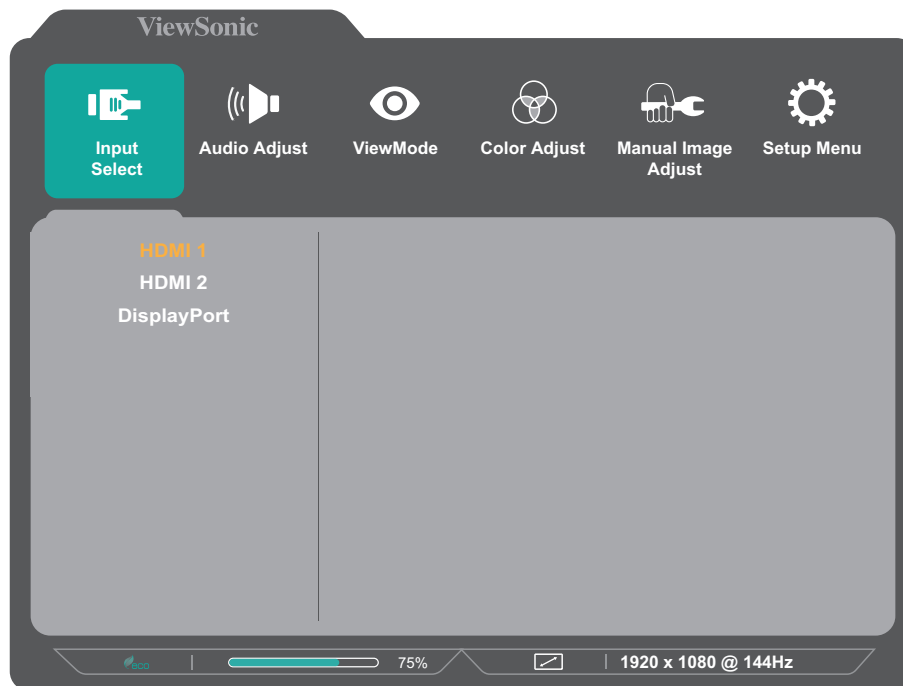 ViewSonic
Input
Select
Audio Adjust
ViewMode
Color Adjust
Manual Image
Adjust
Setup Menu
HDMI 1
HDMI 2
DisplayPort
ECO
75%
1920 x 1080 @ 144Hz